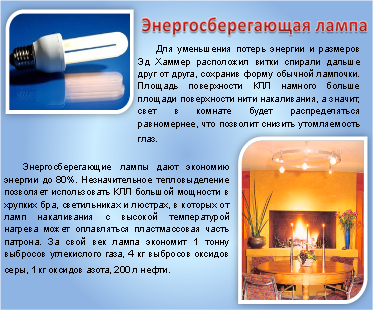 Энергосберегающая лампа
Для уменьшения потерь энергии и размеров
Эд Хаммер расположил витки спирали дальше
друг от друга, сохранив форму обычной лампочки.
Площадь поверхности КЛЛ намного больше
площади поверхности нити накаливания, а значит,
свет в комнате будет распределяться
равномернее, что позволит снизить утомляемость
глаз.
Энергосберегающие лампы дают экономию
энергии до 80%. Незначительное тепловыделение
позволяет использовать КЛЛ большой мощности в
хрупких бра, светильниках и люстрах, в которых от
ламп накаливания с высокой температурой
нагрева может оплавляться пластмассовая часть
патрона. За свой век лампа экономит 1 тонну
выбросов углекислого газа, 4 кг выбросов оксидов
серы, 1 кг оксидов азота, 200 л нефти.